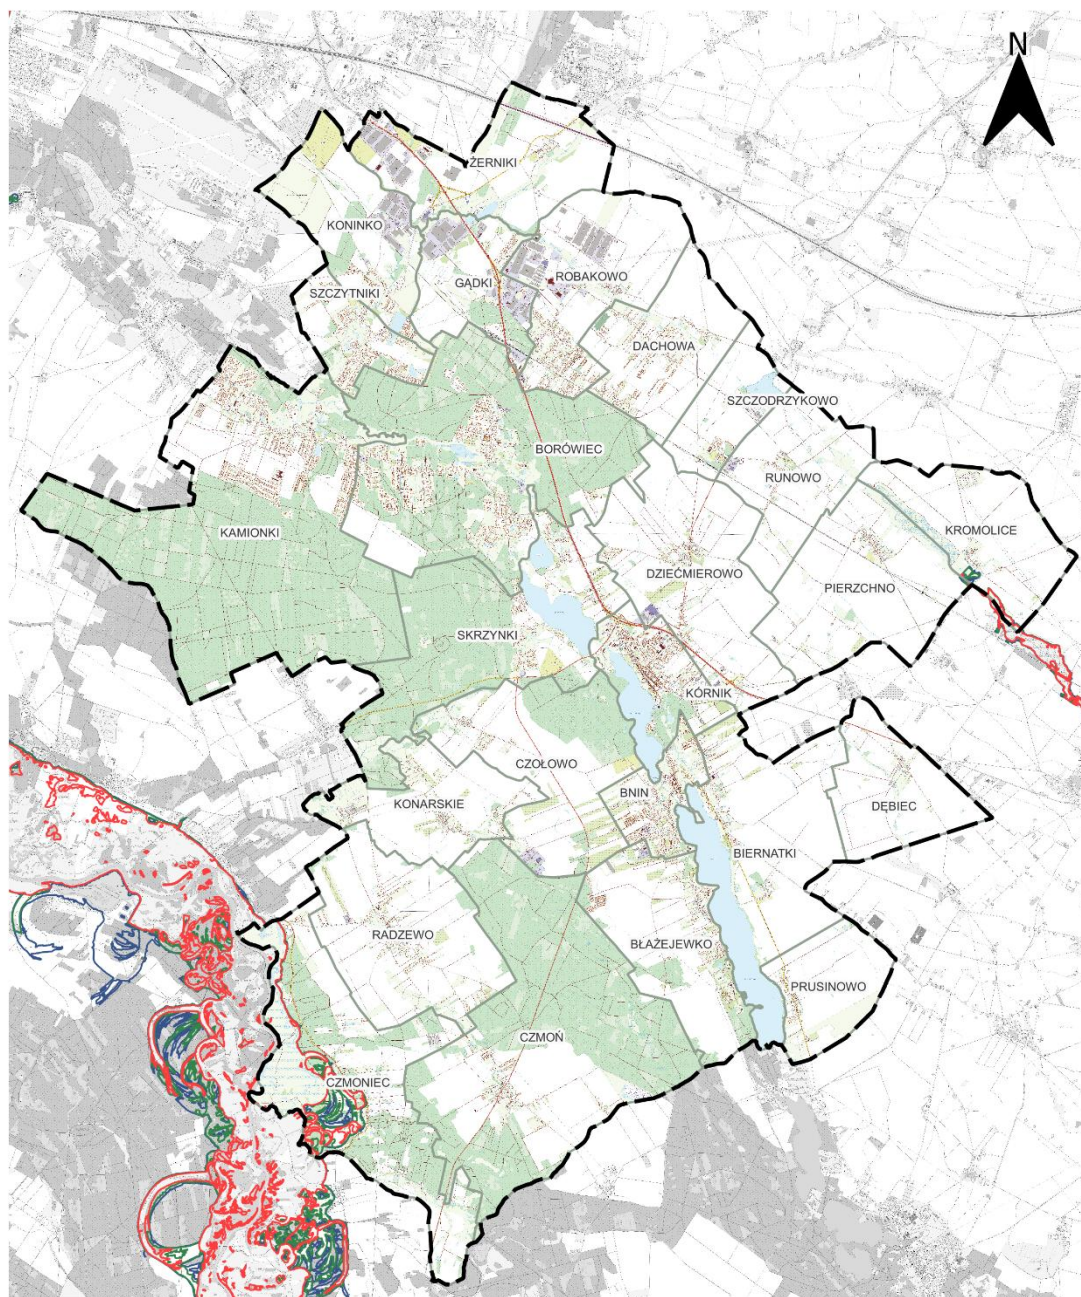 N
ŻERNIKI
KONINKO
ROBAKOWO
GĄDKI
SZCZYTNIKI
DACHOWA
SZCZODRZYKOWO
BORÓWIEC
RUNOWO
KROMOLICE
KAMIONKI
DZIEĆMIEROWO
PIERZCHNO
SKRZYNKI
KÓRNIK
CZOŁOWO
BNIN
KONARSKIE
DĘBIEC
BIERNATKI
RADZEWO
BŁAŻEJEWKO
PRUSINOWO
CZMOŃ
CZMONIEC